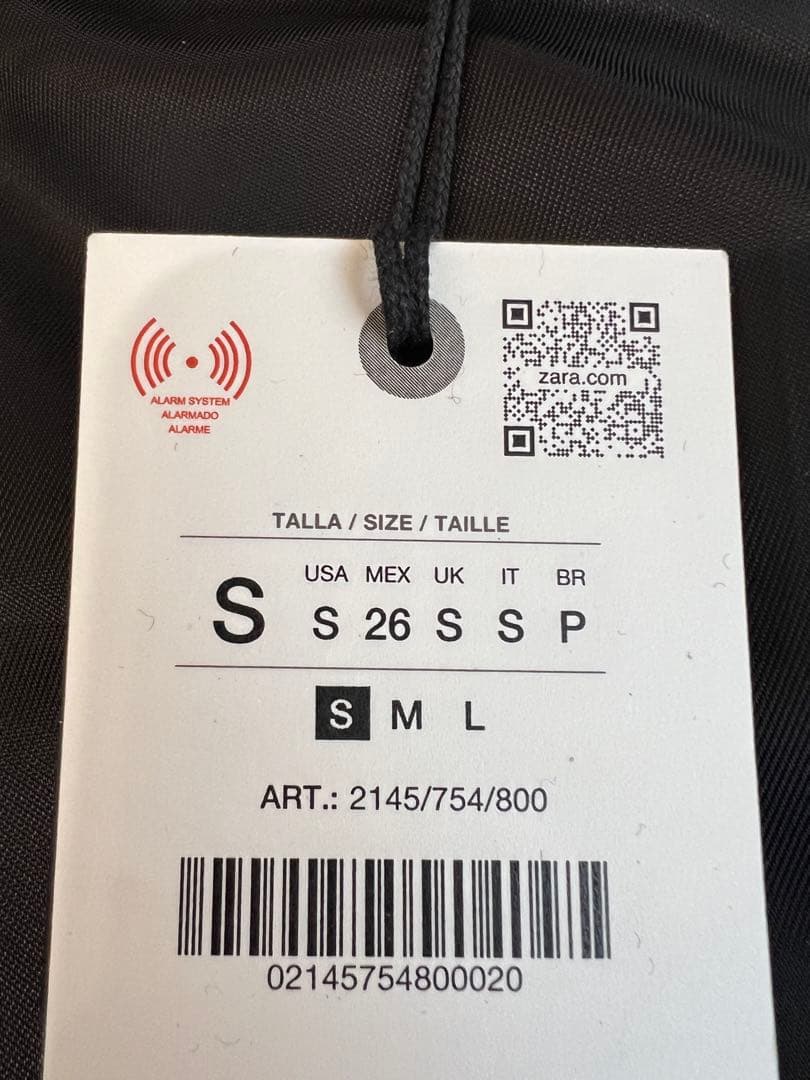 zara.com
ALARM SYSTEM
ALARMADO
ALARME
TALLA / SIZE / TAILLE
USA MEX UK IT BR
S S 26 S S P
S M L
ART.: 2145/754/800
02145754800020